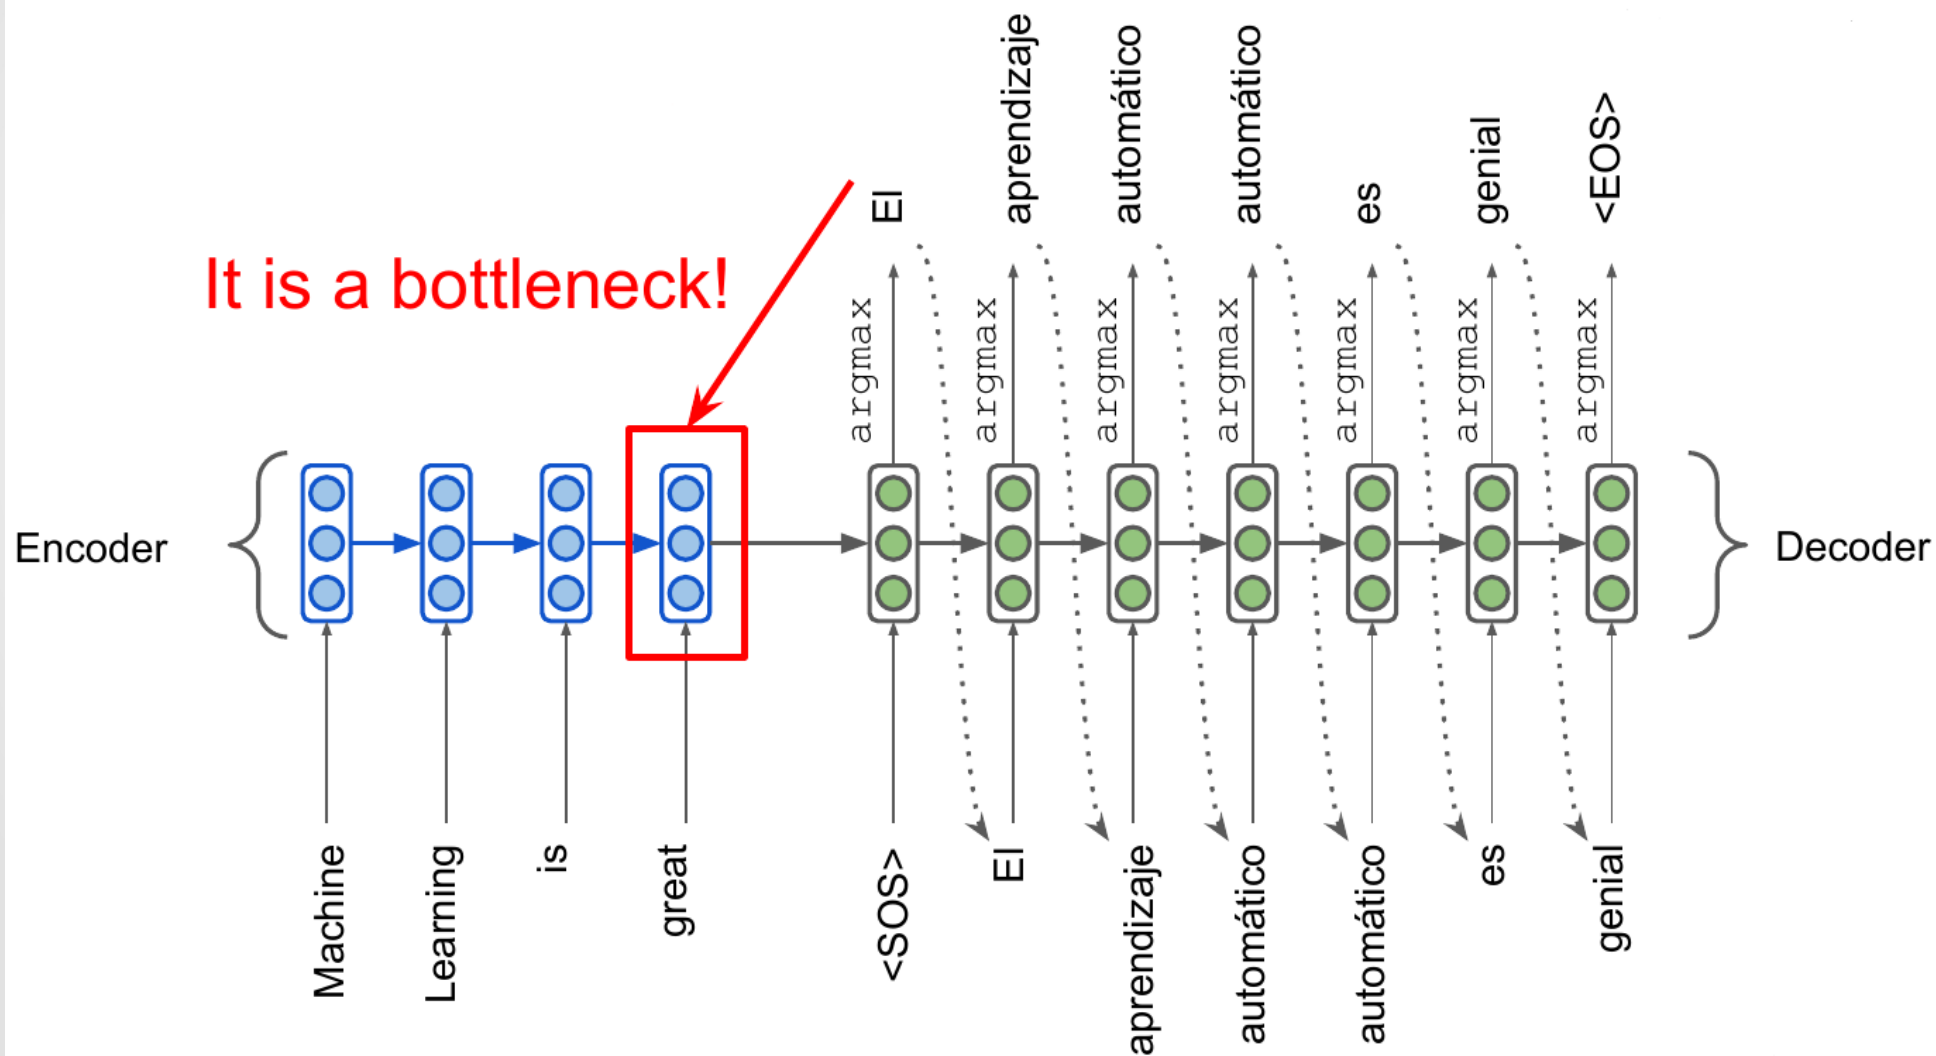 El
aprendizaje
automático
automático
es
genial
<EOS>
It is a bottleneck!
argmax
argmax
argmax
argmax
argmax
argmax
argmax
Encoder
Decoder
Machine
Learning
is
great
<SOS>
El
aprendizaje
automático
automático
es
genial